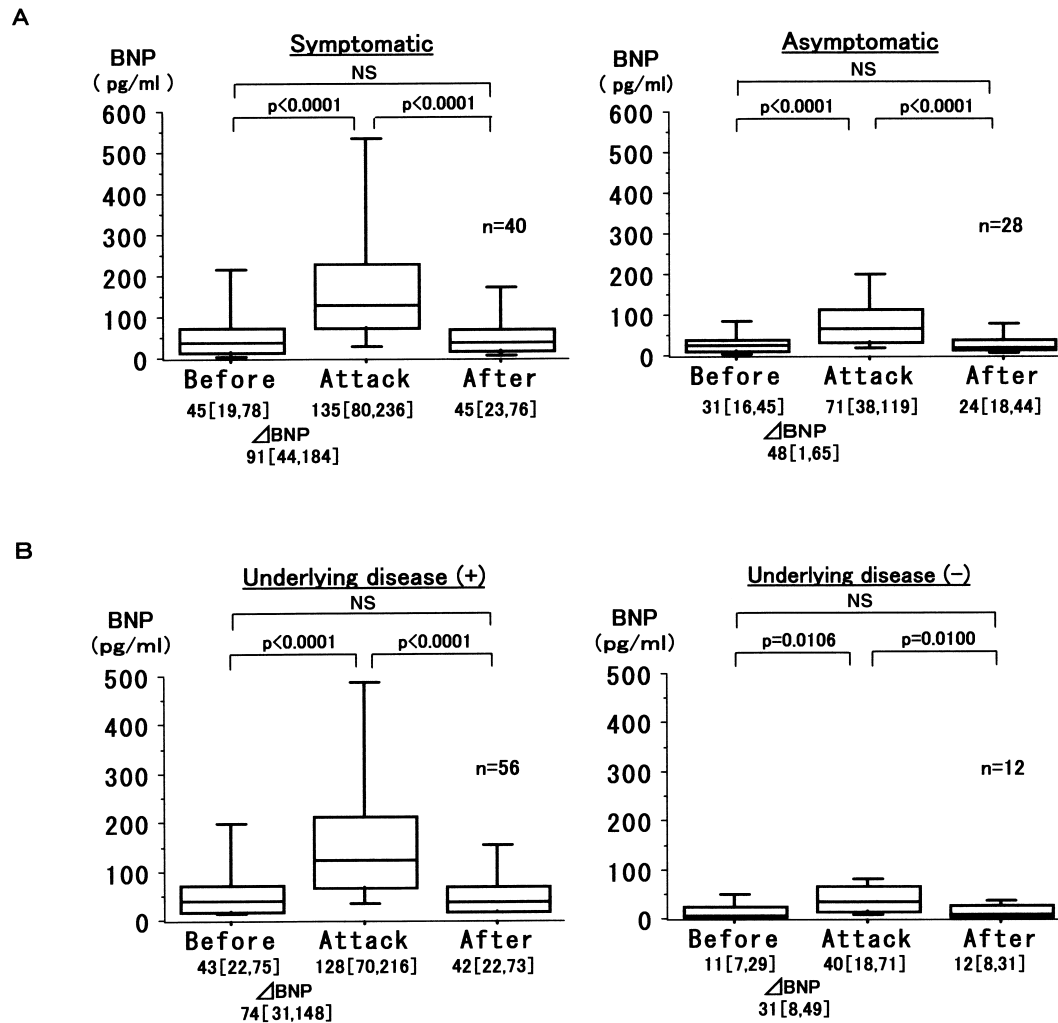 A
Symptomatic
BNP
( pg/ml )
NS
p<0.0001 p<0.0001
600
500
400
300
200
100
0
n=40
Before Attack After
45[19,78] 135[80,236] 45[23,76]
⊿BNP
91[44,184]
Asymptomatic
BNP
( pg/ml)
NS
p<0.0001 p<0.0001
600
500
400
300
200
100
0
n=28
Before Attack After
31[16,45] 71[38,119] 24[18,44]
⊿BNP
48[1,65]
B
Underlying disease (+)
BNP
(pg/ml)
NS
p<0.0001 p<0.0001
500
400
300
200
100
0
n=56
Before Attack After
43[22,75] 128[70,216] 42[22,73]
⊿BNP
74[31,148]
Underlying disease (−)
BNP
(pg/ml)
NS
p=0.0106 p=0.0100
500
400
300
200
100
0
n=12
Before Attack After
11[7,29] 40[18,71] 12[8,31]
⊿BNP
31[8,49]